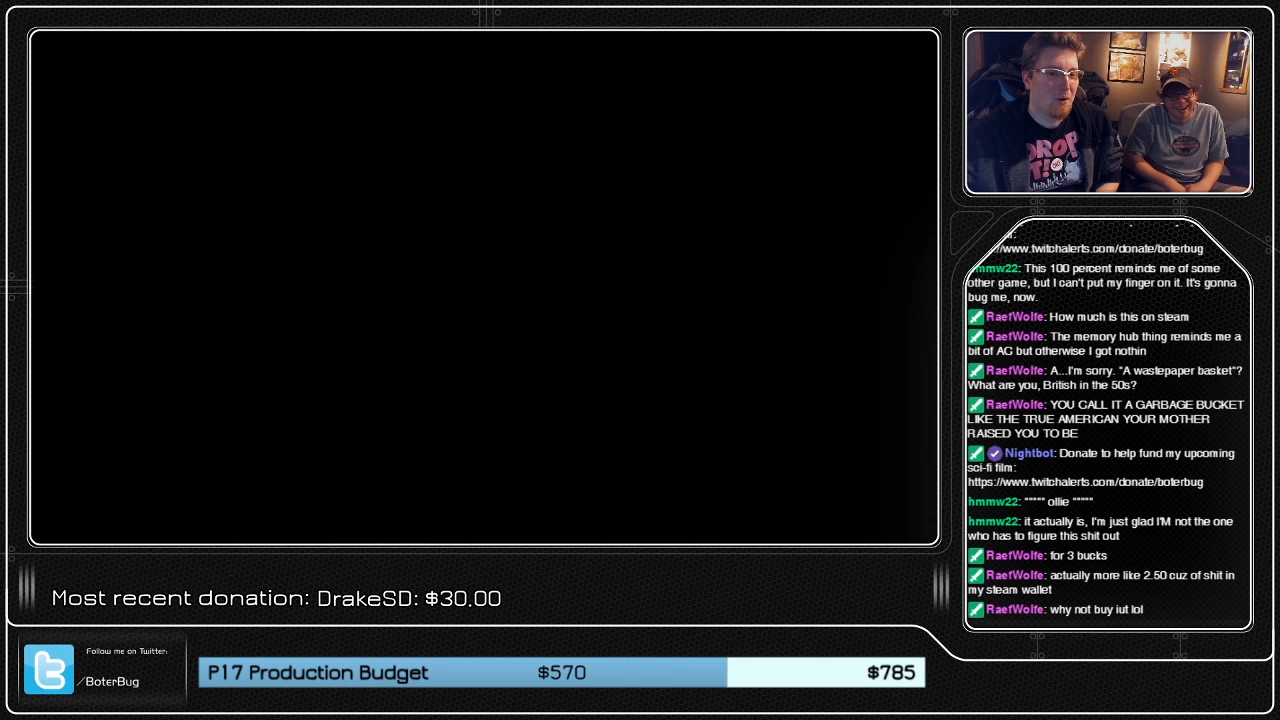 DROP
IT!
://www.twitchalerts.com/donate/boterbug
hmmw22: This 100 percent reminds me of some
other game, but I can't put my finger on it. It's gonna
bug me, now.
RaefWolfe: How much is this on steam
RaefWolfe: The memory hub thing reminds me a
bit of AC but otherwise I got nothin
RaefWolfe: A...I'm sorry. "A wastepaper basket"?
What are you, British in the 50s?
RaefWolfe: YOU CALL IT A GARBAGE BUCKET
LIKE THE TRUE AMERICAN YOUR MOTHER
RAISED YOU TO BE
Nightbot: Donate to help fund my upcoming
sci-fi film:
https://www.twitchalerts.com/donate/boterbug
hmmw22: """"" ollie """""
hmmw22: it actually is, I'm just glad I'M not the one
who has to figure this shit out
RaefWolfe: for 3 bucks
RaefWolfe: actually more like 2.50 cuz of shit in
my steam wallet
RaefWolfe: why not buy iut lol
Most recent donation: DrakeSD: $30.00
Follow me on Twitter:
/BoterBug
P17 Production Budget $570 $785